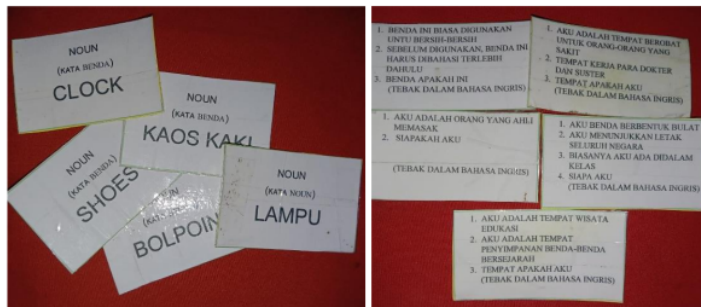 NOUN
(KATA BENDA)
CLOCK
NOUN
(KATA BENDA)
KAOS KAKI
NOUN
(KATA BENDA)
SHOES
NOUN
BOLPOIN
NOUN
(KATA NOUN)
LAMPU
1. BENDA INI BIASA DIGUNAKAN
UNTU BERSIH-BERSIH
2. SEBELUM DIGUNAKAN, BENDA INI
HARUS DIBAHASI TERLEBIH
DAHULU
3. BENDA APAKAH INI
(TEBAK DALAM BAHASA INGRIS)
1. AKU ADALAH TEMPAT BEROBAT
UNTUK ORANG-ORANG YANG
SAKIT
2. TEMPAT KERJA PARA DOKTER
DAN SUSTER
3. TEMPAT APAKAH AKU
(TEBAK DALAM BAHASA INGRIS)
1. AKU ADALAH ORANG YANG AHLI
MEMASAK
2. SIAPAKAH AKU
(TEBAK DALAM BAHASA INGRIS)
1. AKU BENDA BERBENTUK BULAT
2. AKU MENUNJUKKAN LETAK
SELURUH NEGARA
3. BIASANYA AKU ADA DIDALAM
KELAS
4. SIAPA AKU
(TEBAK DALAM BAHASA INGRIS)
1. AKU ADALAH TEMPAT WISATA
EDUKASI
2. AKU ADALAH TEMPAT
PENYIMPANAN BENDA-BENDA
BERSEJARAH
3. TEMPAT APAKAH AKU
(TEBAK DALAM BAHASA INGRIS)